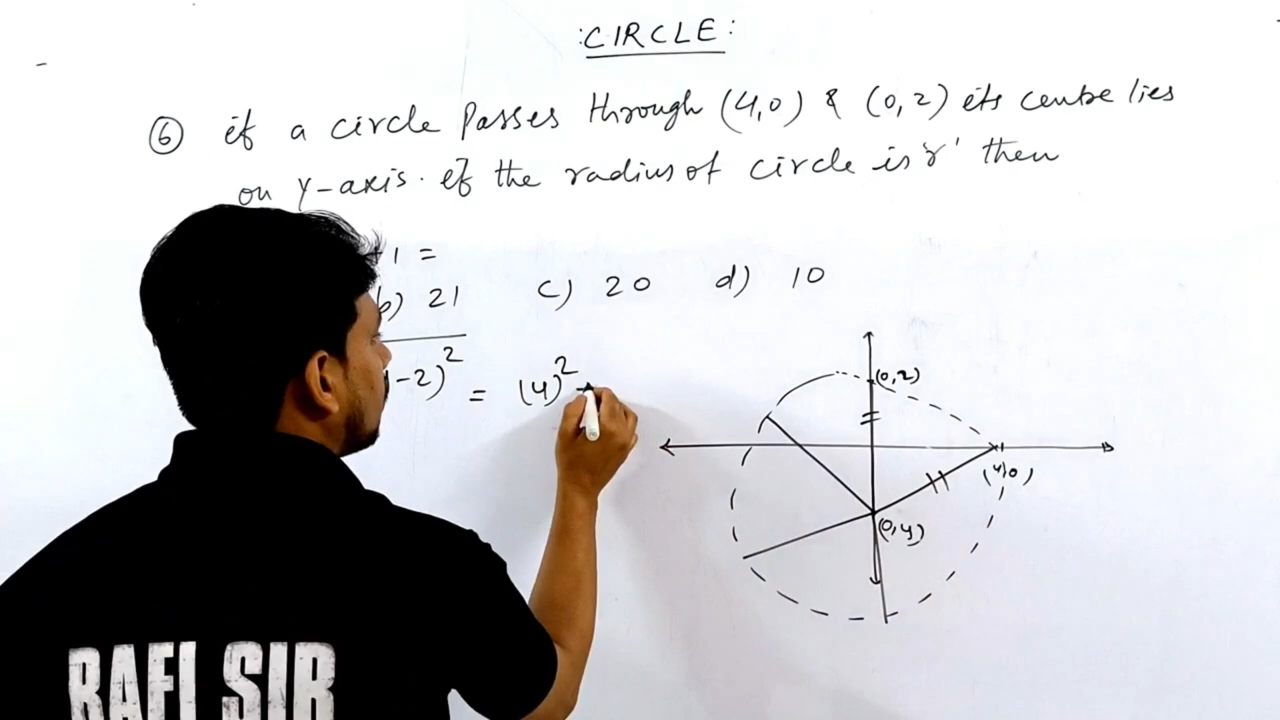 :CIRCLE:
⑥ if a circle Passes through (4,0) & (0,2) its centre lies
on Y-axis. If the radius of circle is 'r' then
+1 =
b) 21 c) 20 d) 10
-2)² = (4)²
(0,2)
(4,0)
(0,y)
RAFI SIR